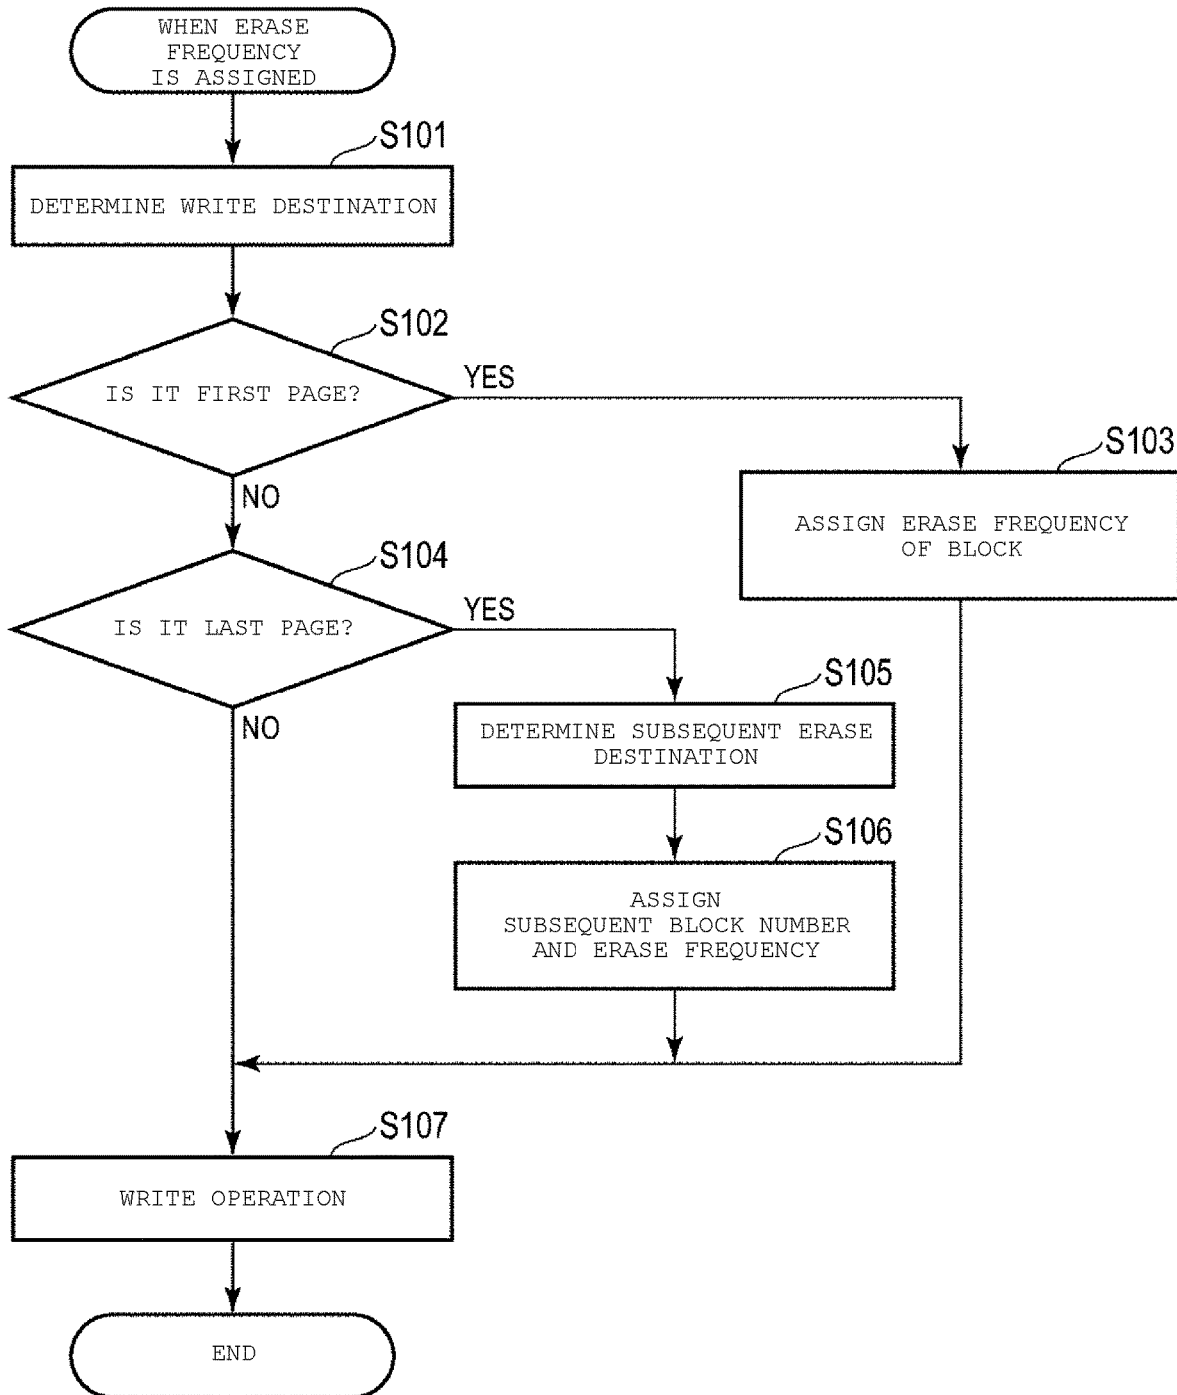 WHEN ERASE
FREQUENCY
IS ASSIGNED
S101
DETERMINE WRITE DESTINATION
S102
IS IT FIRST PAGE?
YES
NO
S103
ASSIGN ERASE FREQUENCY
OF BLOCK
S104
IS IT LAST PAGE?
YES
NO
S105
DETERMINE SUBSEQUENT ERASE
DESTINATION
S106
ASSIGN
SUBSEQUENT BLOCK NUMBER
AND ERASE FREQUENCY
S107
WRITE OPERATION
END